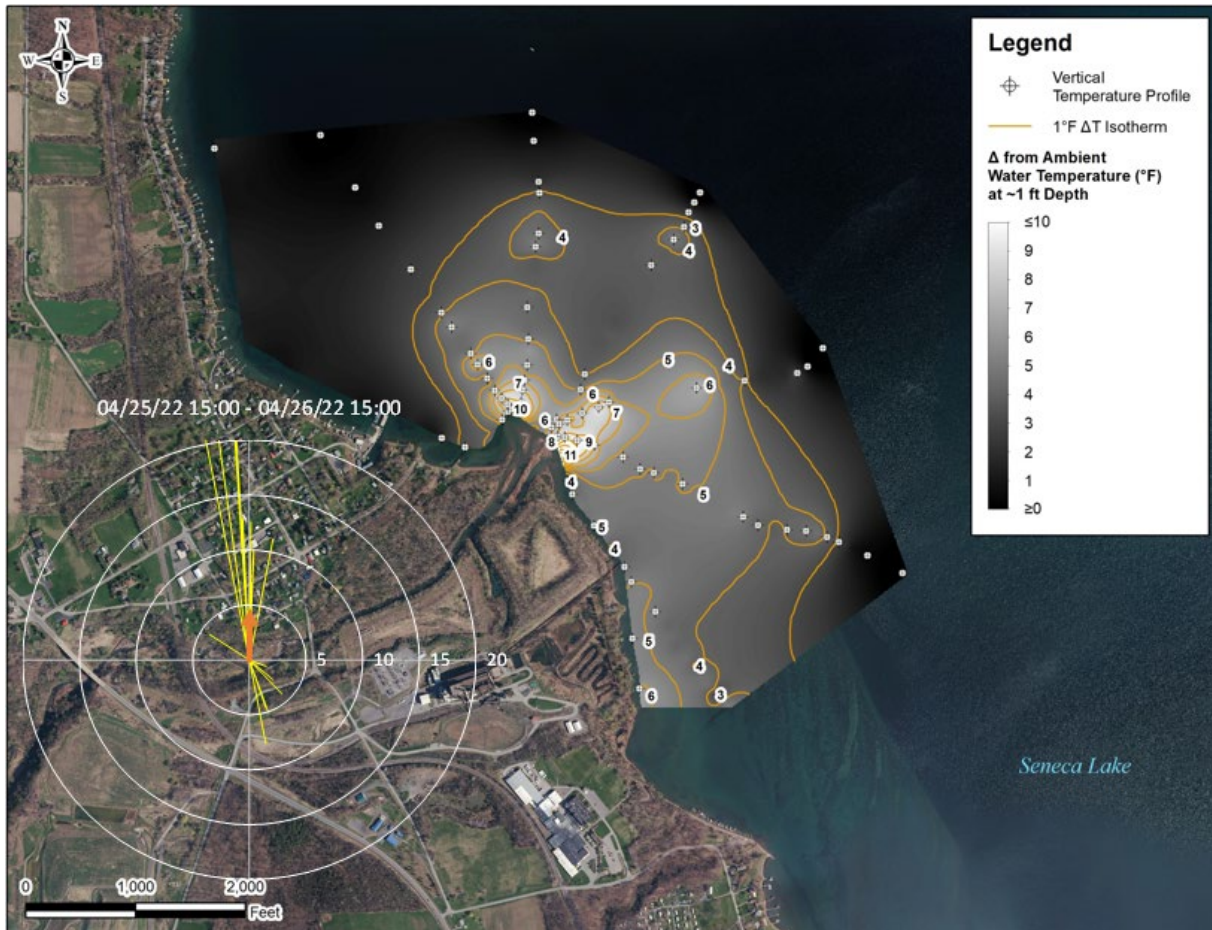 N
W E
S
Legend
Vertical
Temperature Profile
1°F ΔT Isotherm
Δ from Ambient
Water Temperature (°F)
at ~1 ft Depth
≤10
9
8
7
6
5
4
3
2
1
≥0
3
4
4
5
4
6
6
7
6
7
10
6
8
9
11
4
5
5
4
5
4
6
3
04/25/22 15:00 - 04/26/22 15:00
5 10 15 20
Seneca Lake
0 1,000 2,000
Feet